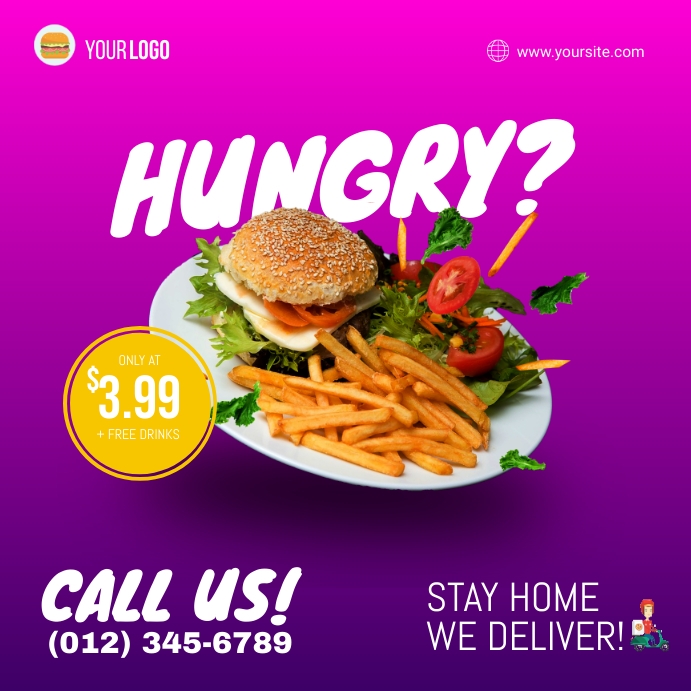 YOUR LOGO
www.yoursite.com
HUNGRY?
ONLY AT
$3.99
+ FREE DRINKS
CALL US!
(012) 345-6789
STAY HOME
WE DELIVER!